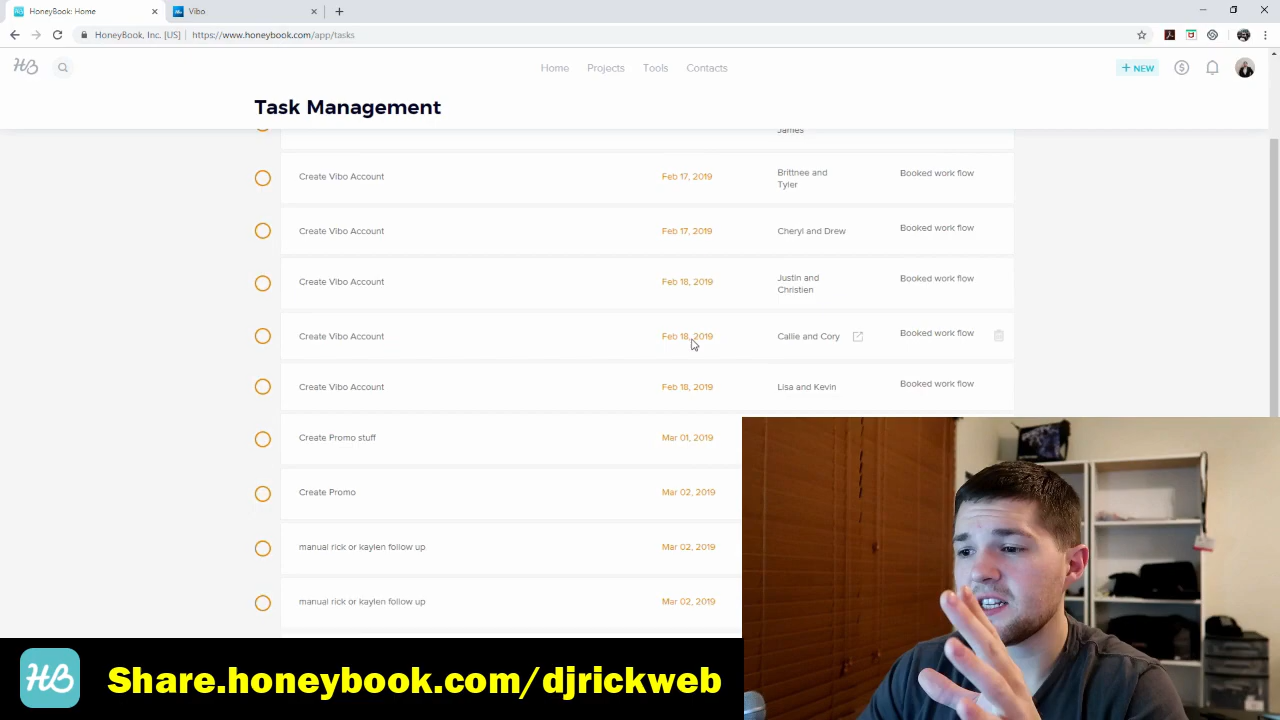 HoneyBook Home
Vibo
HoneyBook, Inc. [US] https://www.honeybook.com/app/tasks
HB
Home Projects Tools Contacts
+ NEW
Task Management
James
Create Vibo Account Feb 17, 2019 Brittnee and Booked work flow
Tyler
Create Vibo Account Feb 17, 2019 Cheryl and Drew Booked work flow
Create Vibo Account Feb 18, 2019 Justin and Booked work flow
Christien
Create Vibo Account Feb 18, 2019 Callie and Cory Booked work flow
Create Vibo Account Feb 18, 2019 Lisa and Kevin Booked work flow
Create Promo stuff Mar 01, 2019
Create Promo Mar 02, 2019
manual rick or kaylen follow up Mar 02, 2019
manual rick or kaylen follow up Mar 02, 2019
HB Share.honeybook.com/djrickweb